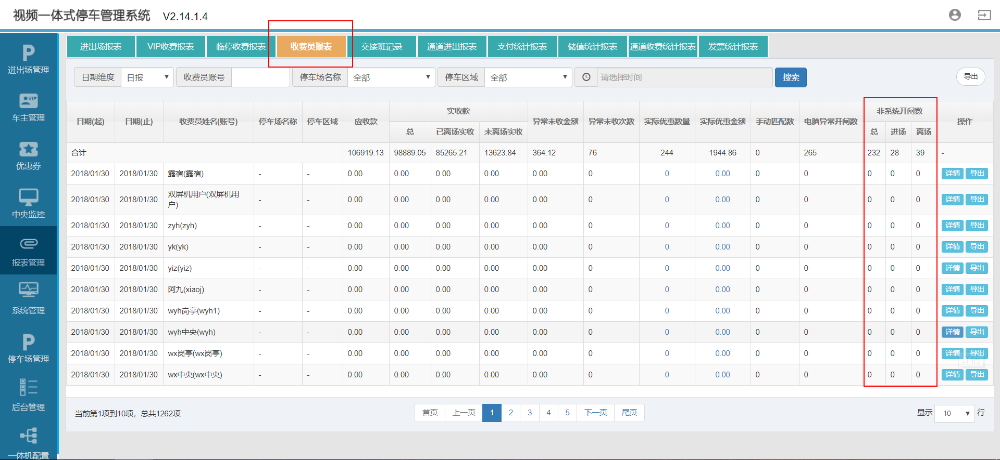 视频一体式停车管理系统 V2.14.1.4
进出场管理
车主管理
优惠券
中央监控
报表管理
系统管理
停车场管理
后台管理
一体机配置
进出场报表 VIP收费报表 临停收费报表 收费员报表 交接班记录 通道进出报表 支付统计报表 储值统计报表 通道收费统计报表 发票统计报表
日期维度 日报 收费员账号 停车场名称 全部 停车区域 全部 请选择时间 搜索 导出
日期(起) 日期(止) 收费员姓名(账号) 停车场名称 停车区域 应收款 实收款 异常未收金额 异常未收次数 实际优惠数量 实际优惠金额 手动匹配数 电脑异常开闸数 非系统开闸数 操作
总 已离场实收 未离场实收 总 进场 离场
合计 106919.13 98889.05 85265.21 13623.84 364.12 76 244 1944.86 0 265 232 28 39 -
2018/01/30 2018/01/30 露宿(露宿) - - 0.00 0.00 0.00 0.00 0.00 0 0 0.00 0 0 0 0 0 详情 导出
2018/01/30 2018/01/30 双屏机用户(双屏机用户) - - 0.00 0.00 0.00 0.00 0.00 0 0 0.00 0 0 0 0 0 详情 导出
2018/01/30 2018/01/30 zyh(zyh) - - 0.00 0.00 0.00 0.00 0.00 0 0 0.00 0 0 0 0 0 详情 导出
2018/01/30 2018/01/30 yk(yk) - - 0.00 0.00 0.00 0.00 0.00 0 0 0.00 0 0 0 0 0 详情 导出
2018/01/30 2018/01/30 yiz(yiz) - - 0.00 0.00 0.00 0.00 0.00 0 0 0.00 0 0 0 0 0 详情 导出
2018/01/30 2018/01/30 阿九(xiaoj) - - 0.00 0.00 0.00 0.00 0.00 0 0 0.00 0 0 0 0 0 详情 导出
2018/01/30 2018/01/30 wyh岗亭(wyh1) - - 0.00 0.00 0.00 0.00 0.00 0 0 0.00 0 0 0 0 0 详情 导出
2018/01/30 2018/01/30 wyh中央(wyh) - - 0.00 0.00 0.00 0.00 0.00 0 0 0.00 0 0 0 0 0 详情 导出
2018/01/30 2018/01/30 wx岗亭(wx岗亭) - - 0.00 0.00 0.00 0.00 0.00 0 0 0.00 0 0 0 0 0 详情 导出
详情
2018/01/30 2018/01/30 wx中央(wx中央) - - 0.00 0.00 0.00 0.00 0.00 0 0 0.00 0 0 0 0 0 详情 导出
当前第1项到10项，总共1262项 首页 上一页 1 2 3 4 5 下一页 尾页 显示 10 行